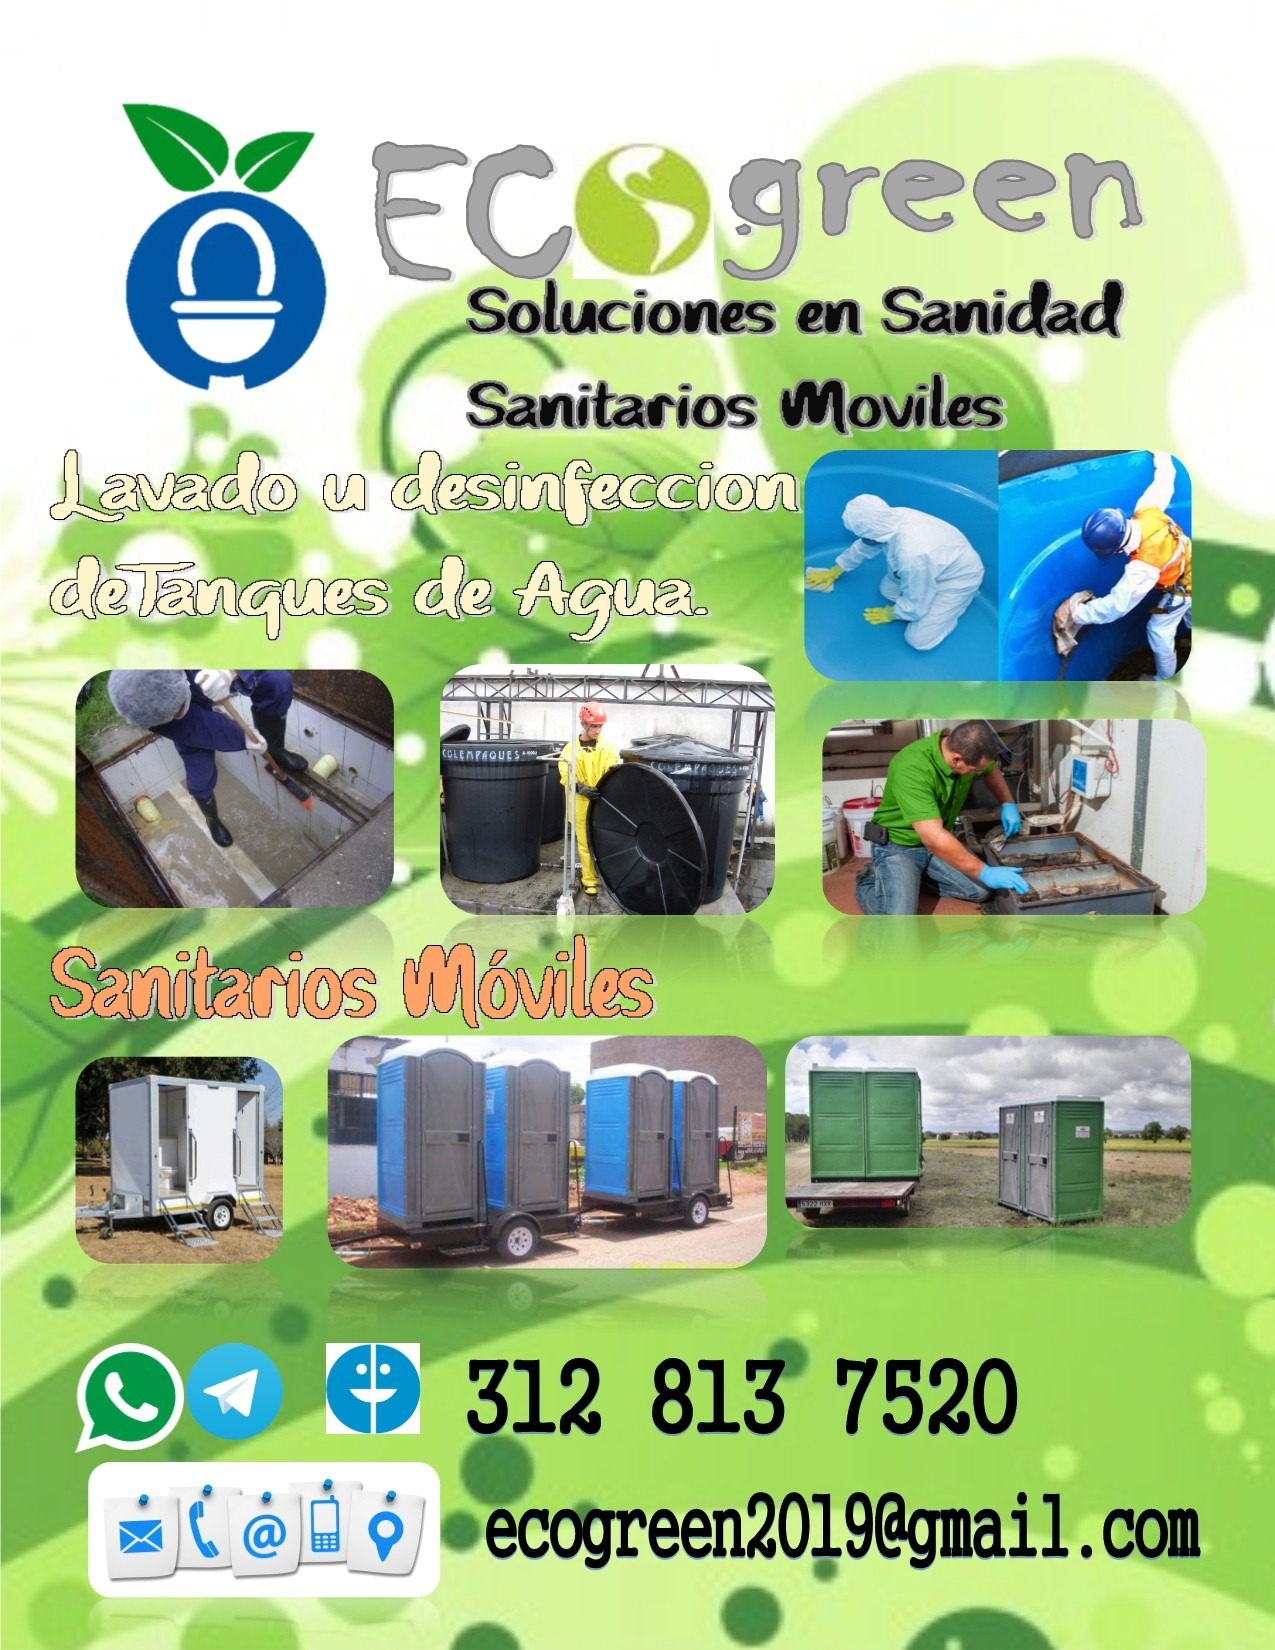 ECOgreen
Soluciones en Sanidad
Sanitarios Moviles
Lavado u desinfeccion
deTanques de Agua.
COLEMPAQUES
COLEMPAQUES
Sanitarios Móviles
312 813 7520
@
ecogreen2019@gmail.com